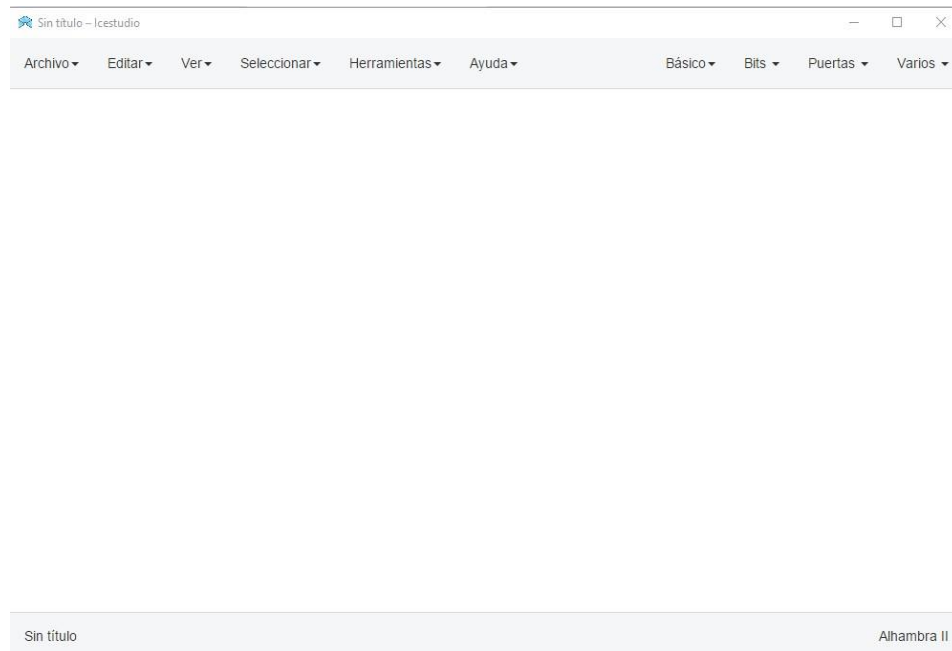 Sin título – Icestudio
Archivo Editar Ver Seleccionar Herramientas Ayuda Básico Bits Puertas Varios
Sin título Alhambra II